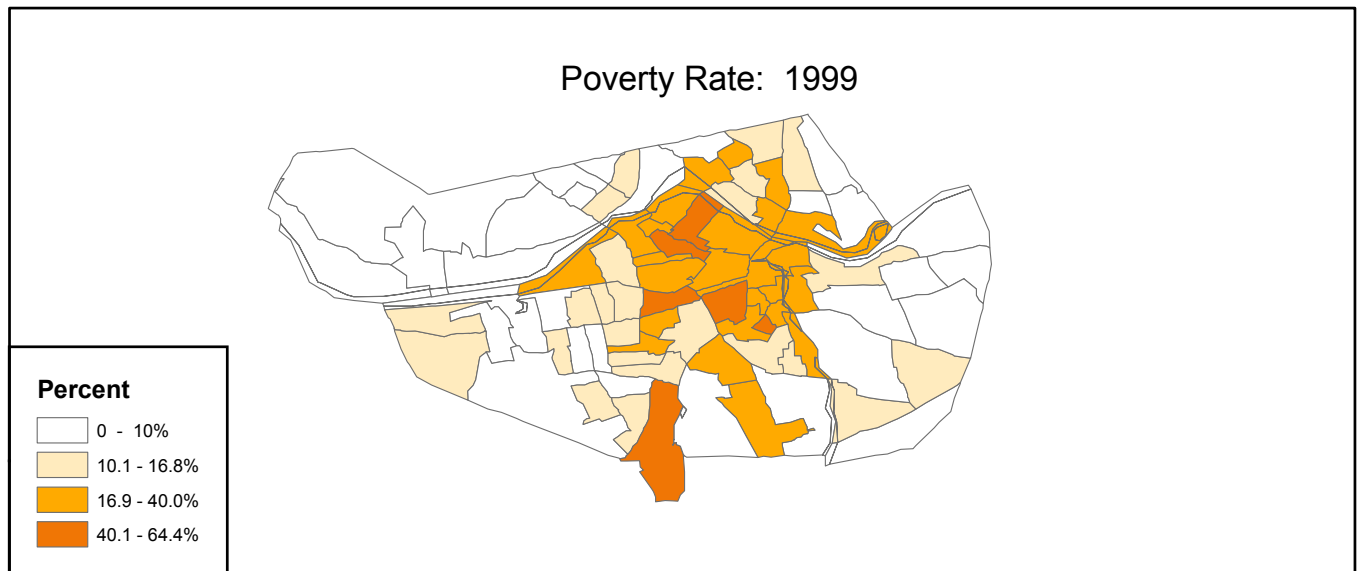 Poverty Rate:  1999
Percent
0 - 10%
10.1 - 16.8%
16.9 - 40.0%
40.1 - 64.4%